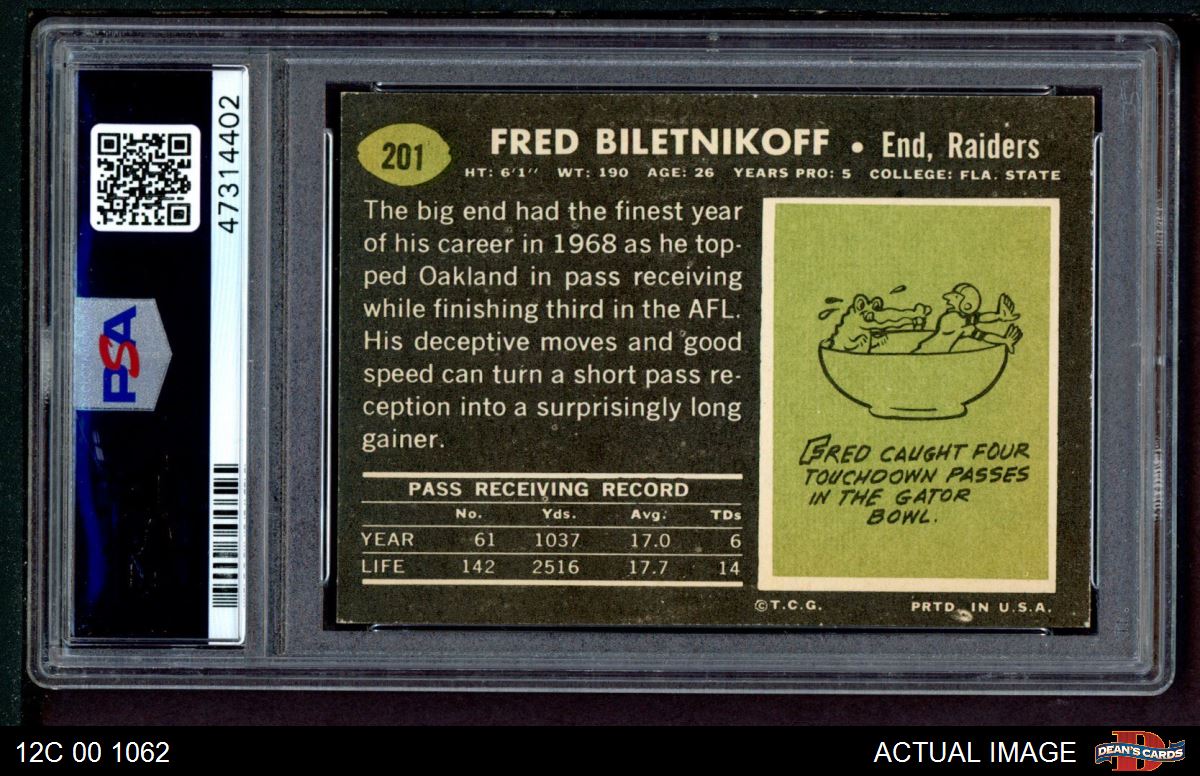 47314402
PSA
201
FRED BILETNIKOFF • End, Raiders
HT: 6'1" WT: 190 AGE: 26 YEARS PRO: 5 COLLEGE: FLA. STATE
The big end had the finest year
of his career in 1968 as he top-
ped Oakland in pass receiving
while finishing third in the AFL.
His deceptive moves and good
speed can turn a short pass re-
ception into a surprisingly long
gainer.
PASS RECEIVING RECORD
No. Yds. Avg. TDs
YEAR 61 1037 17.0 6
LIFE 142 2516 17.7 14
FRED CAUGHT FOUR
TOUCHDOWN PASSES
IN THE GATOR
BOWL.
©T.C.G. PRTD. IN U.S.A.
12C 00 1062
ACTUAL IMAGE
DEAN'S CARDS